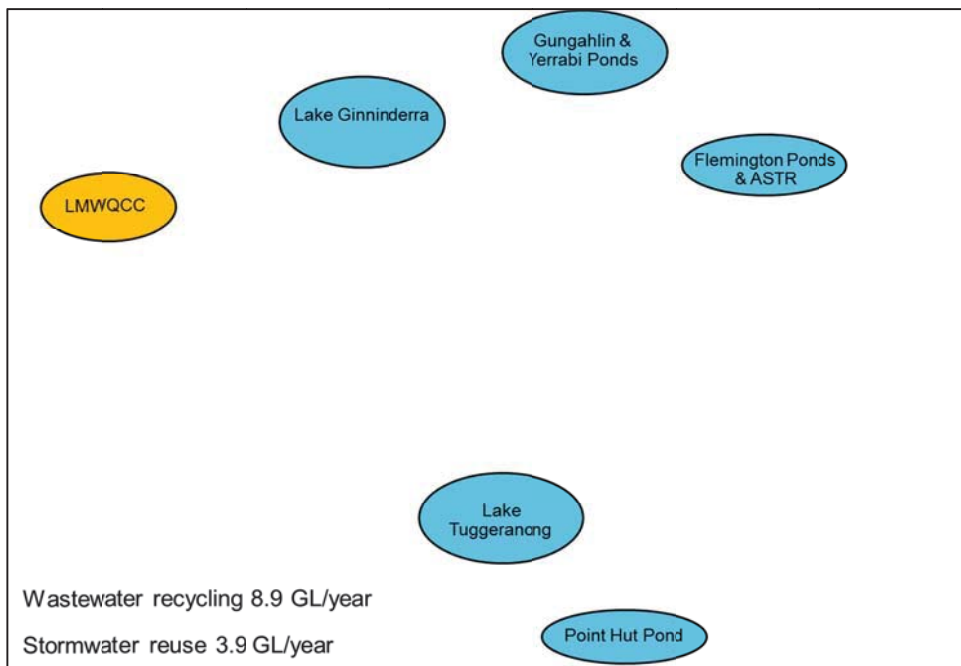 Gungahlin &
Yerrabi Ponds
Lake Ginninderra
Flemington Ponds
& ASTR
LMWQCC
Lake
Tuggeranong
Wastewater recycling 8.9 GL/year
Stormwater reuse 3.9 GL/year
Point Hut Pond